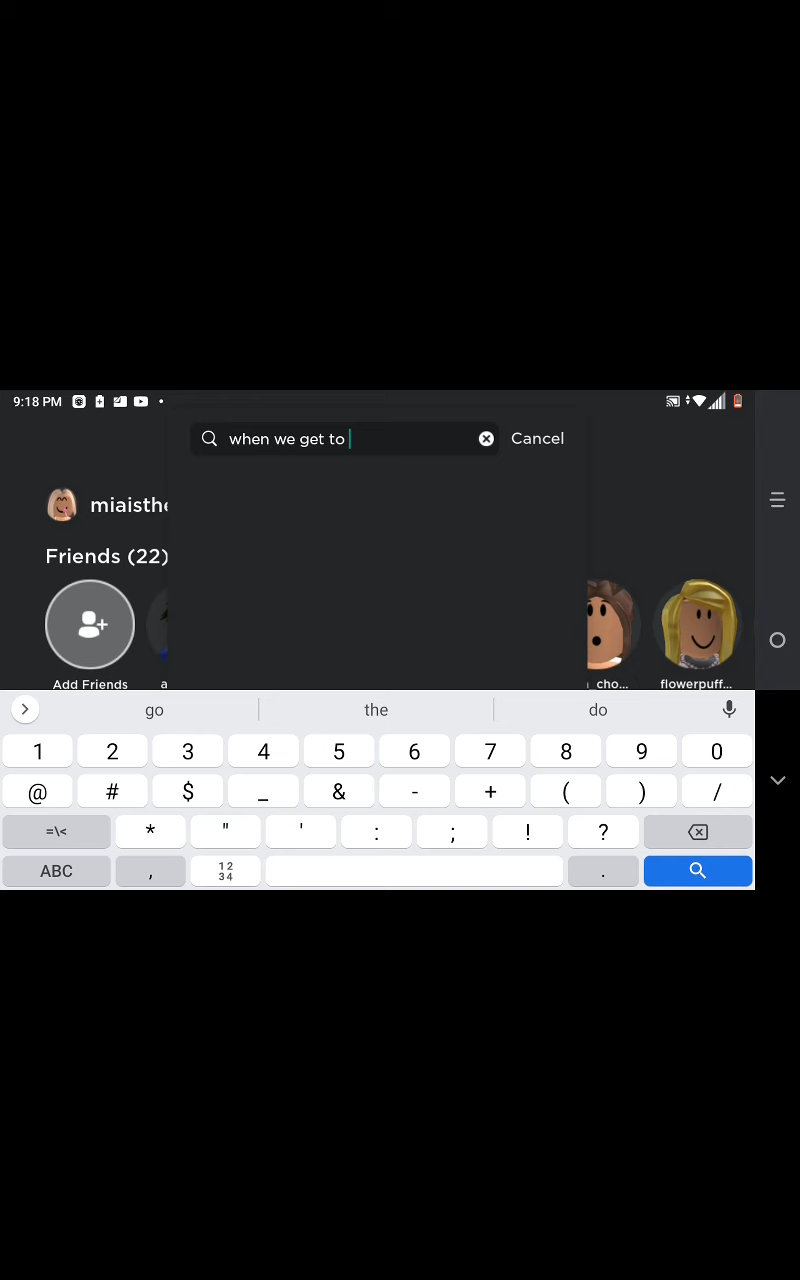 9:18 PM
when we get to
Cancel
miaisthe
Friends (22)
Add Friends
a
_cho...
flowerpuff...
go
the
do
1 2 3 4 5 6 7 8 9 0
@ # $ _ & - + ( ) /
=\< * " ' : ; ! ?
ABC , 12 34 .